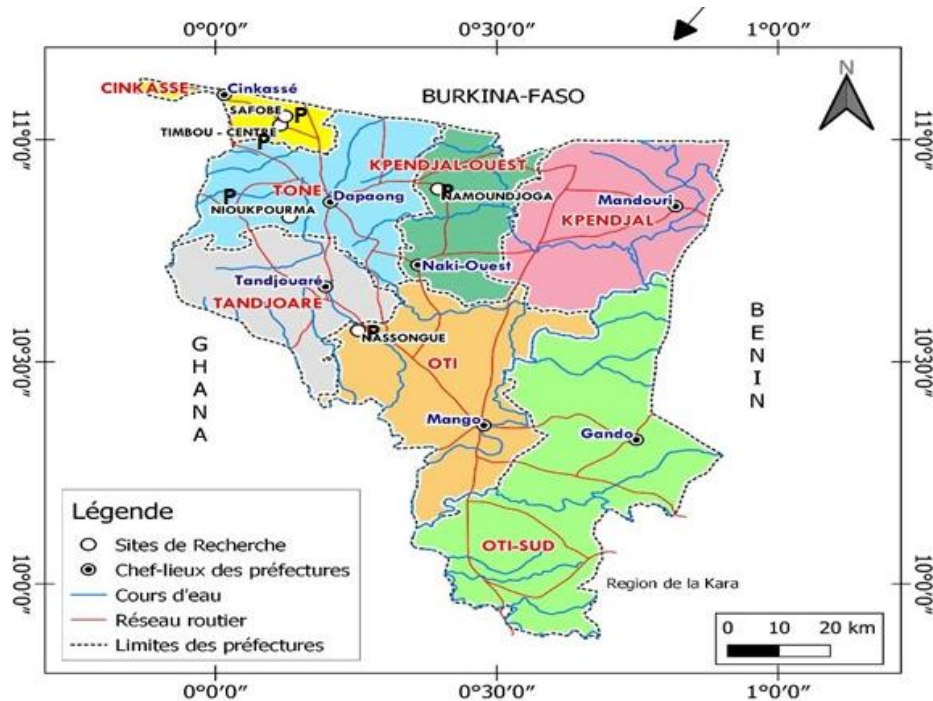 0°0′0″ 0°30′0″ 1°0′0″
N
BURKINA-FASO
CINKASSE
Cinkassé
SAFOBE
P
TIMBOU - CENTRE
P
11°0′0″
11°0′0″
KPENDJAL-OUEST
P
TONE
Dapaong
P
NAMOUNDJOGA
NIOUKPOURMA
Mandouri
KPENDJAL
Naki-Ouest
Tandjouaré
TANDJOARE
P
NASSONGUE
GHANA
BENIN
OTI
10°30′0″
10°30′0″
Mango
Gando
OTI-SUD
Region de la Kara
10°0′0″
10°0′0″
Légende
Sites de Recherche
Chef-lieux des préfectures
Cours d'eau
Réseau routier
Limites des préfectures
0 10 20 km
0°0′0″ 0°30′0″ 1°0′0″